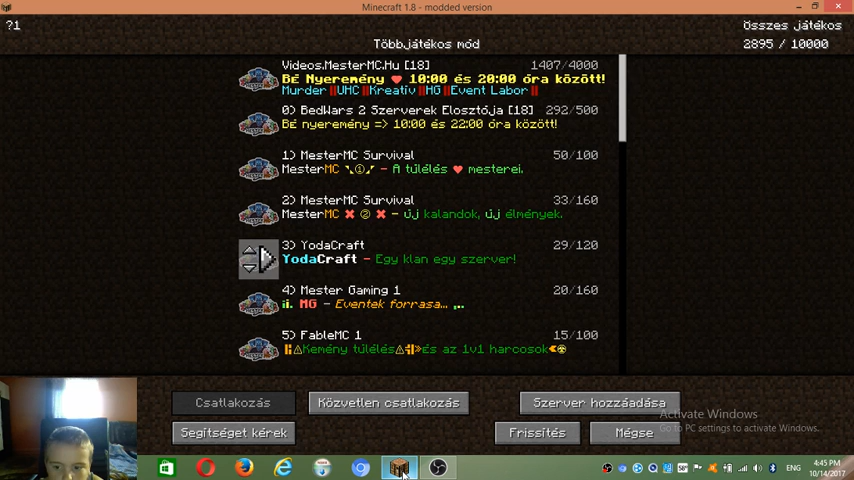 Minecraft 1.8 - modded version
?1
Összes játékos
2895 / 10000
Többjátékos mód
Videos.MesterMC.Hu [18] 1407/4000
BE Nyeremény ❤ 10:00 és 20:00 óra között!
Murder ||UHC ||Kreatív ||HG ||Event Labor ||
0) BedWars 2 Szerverek Elosztója [18] 292/500
BE nyeremény => 10:00 és 22:00 óra között!
1) MesterMC Survival 50/100
MesterMC ① - A túlélés ❤ mesterei.
2) MesterMC Survival 33/160
MesterMC ✖ ② ✖ - új kalandok, új élmények.
3) YodaCraft 29/120
YodaCraft - Egy klan egy szerver!
4) Mester Gaming 1 20/160
MG - Eventek forrasa...
5) FableMC 1 15/100
Kemény túlélés És az 1v1 harcosok
Csatlakozás
Közvetlen csatlakozás
Szerver hozzáadása
Segítséget kérek
Frissítés
Mégse
Activate Windows
Go to PC settings to activate Windows.
ENG
4:45 PM
10/14/2017